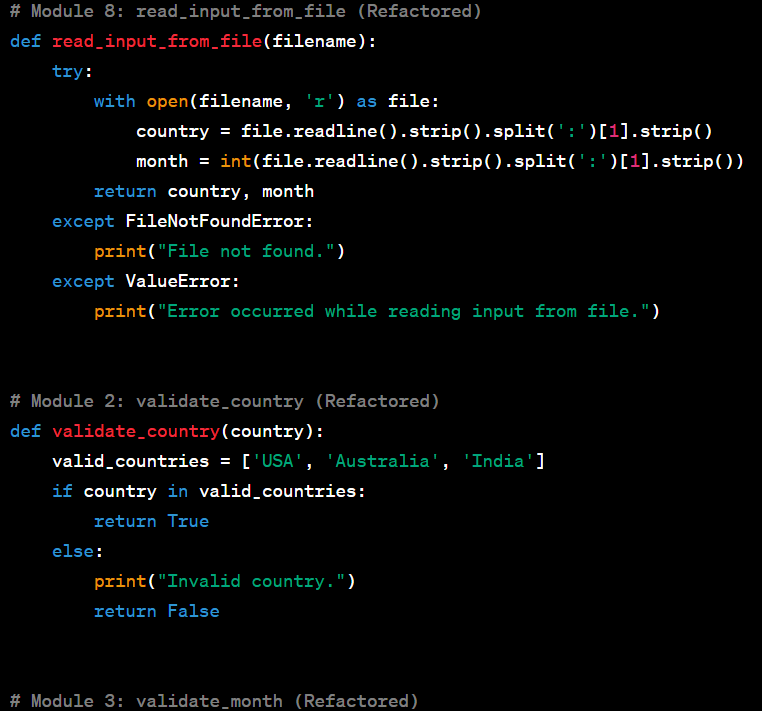 # Module 8: read_input_from_file (Refactored)
def read_input_from_file(filename):
    try:
        with open(filename, 'r') as file:
            country = file.readline().strip().split(':')[1].strip()
            month = int(file.readline().strip().split(':')[1].strip())
        return country, month
    except FileNotFoundError:
        print("File not found.")
    except ValueError:
        print("Error occurred while reading input from file.")
# Module 2: validate_country (Refactored)
def validate_country(country):
    valid_countries = ['USA', 'Australia', 'India']
    if country in valid_countries:
        return True
    else:
        print("Invalid country.")
        return False
# Module 3: validate_month (Refactored)